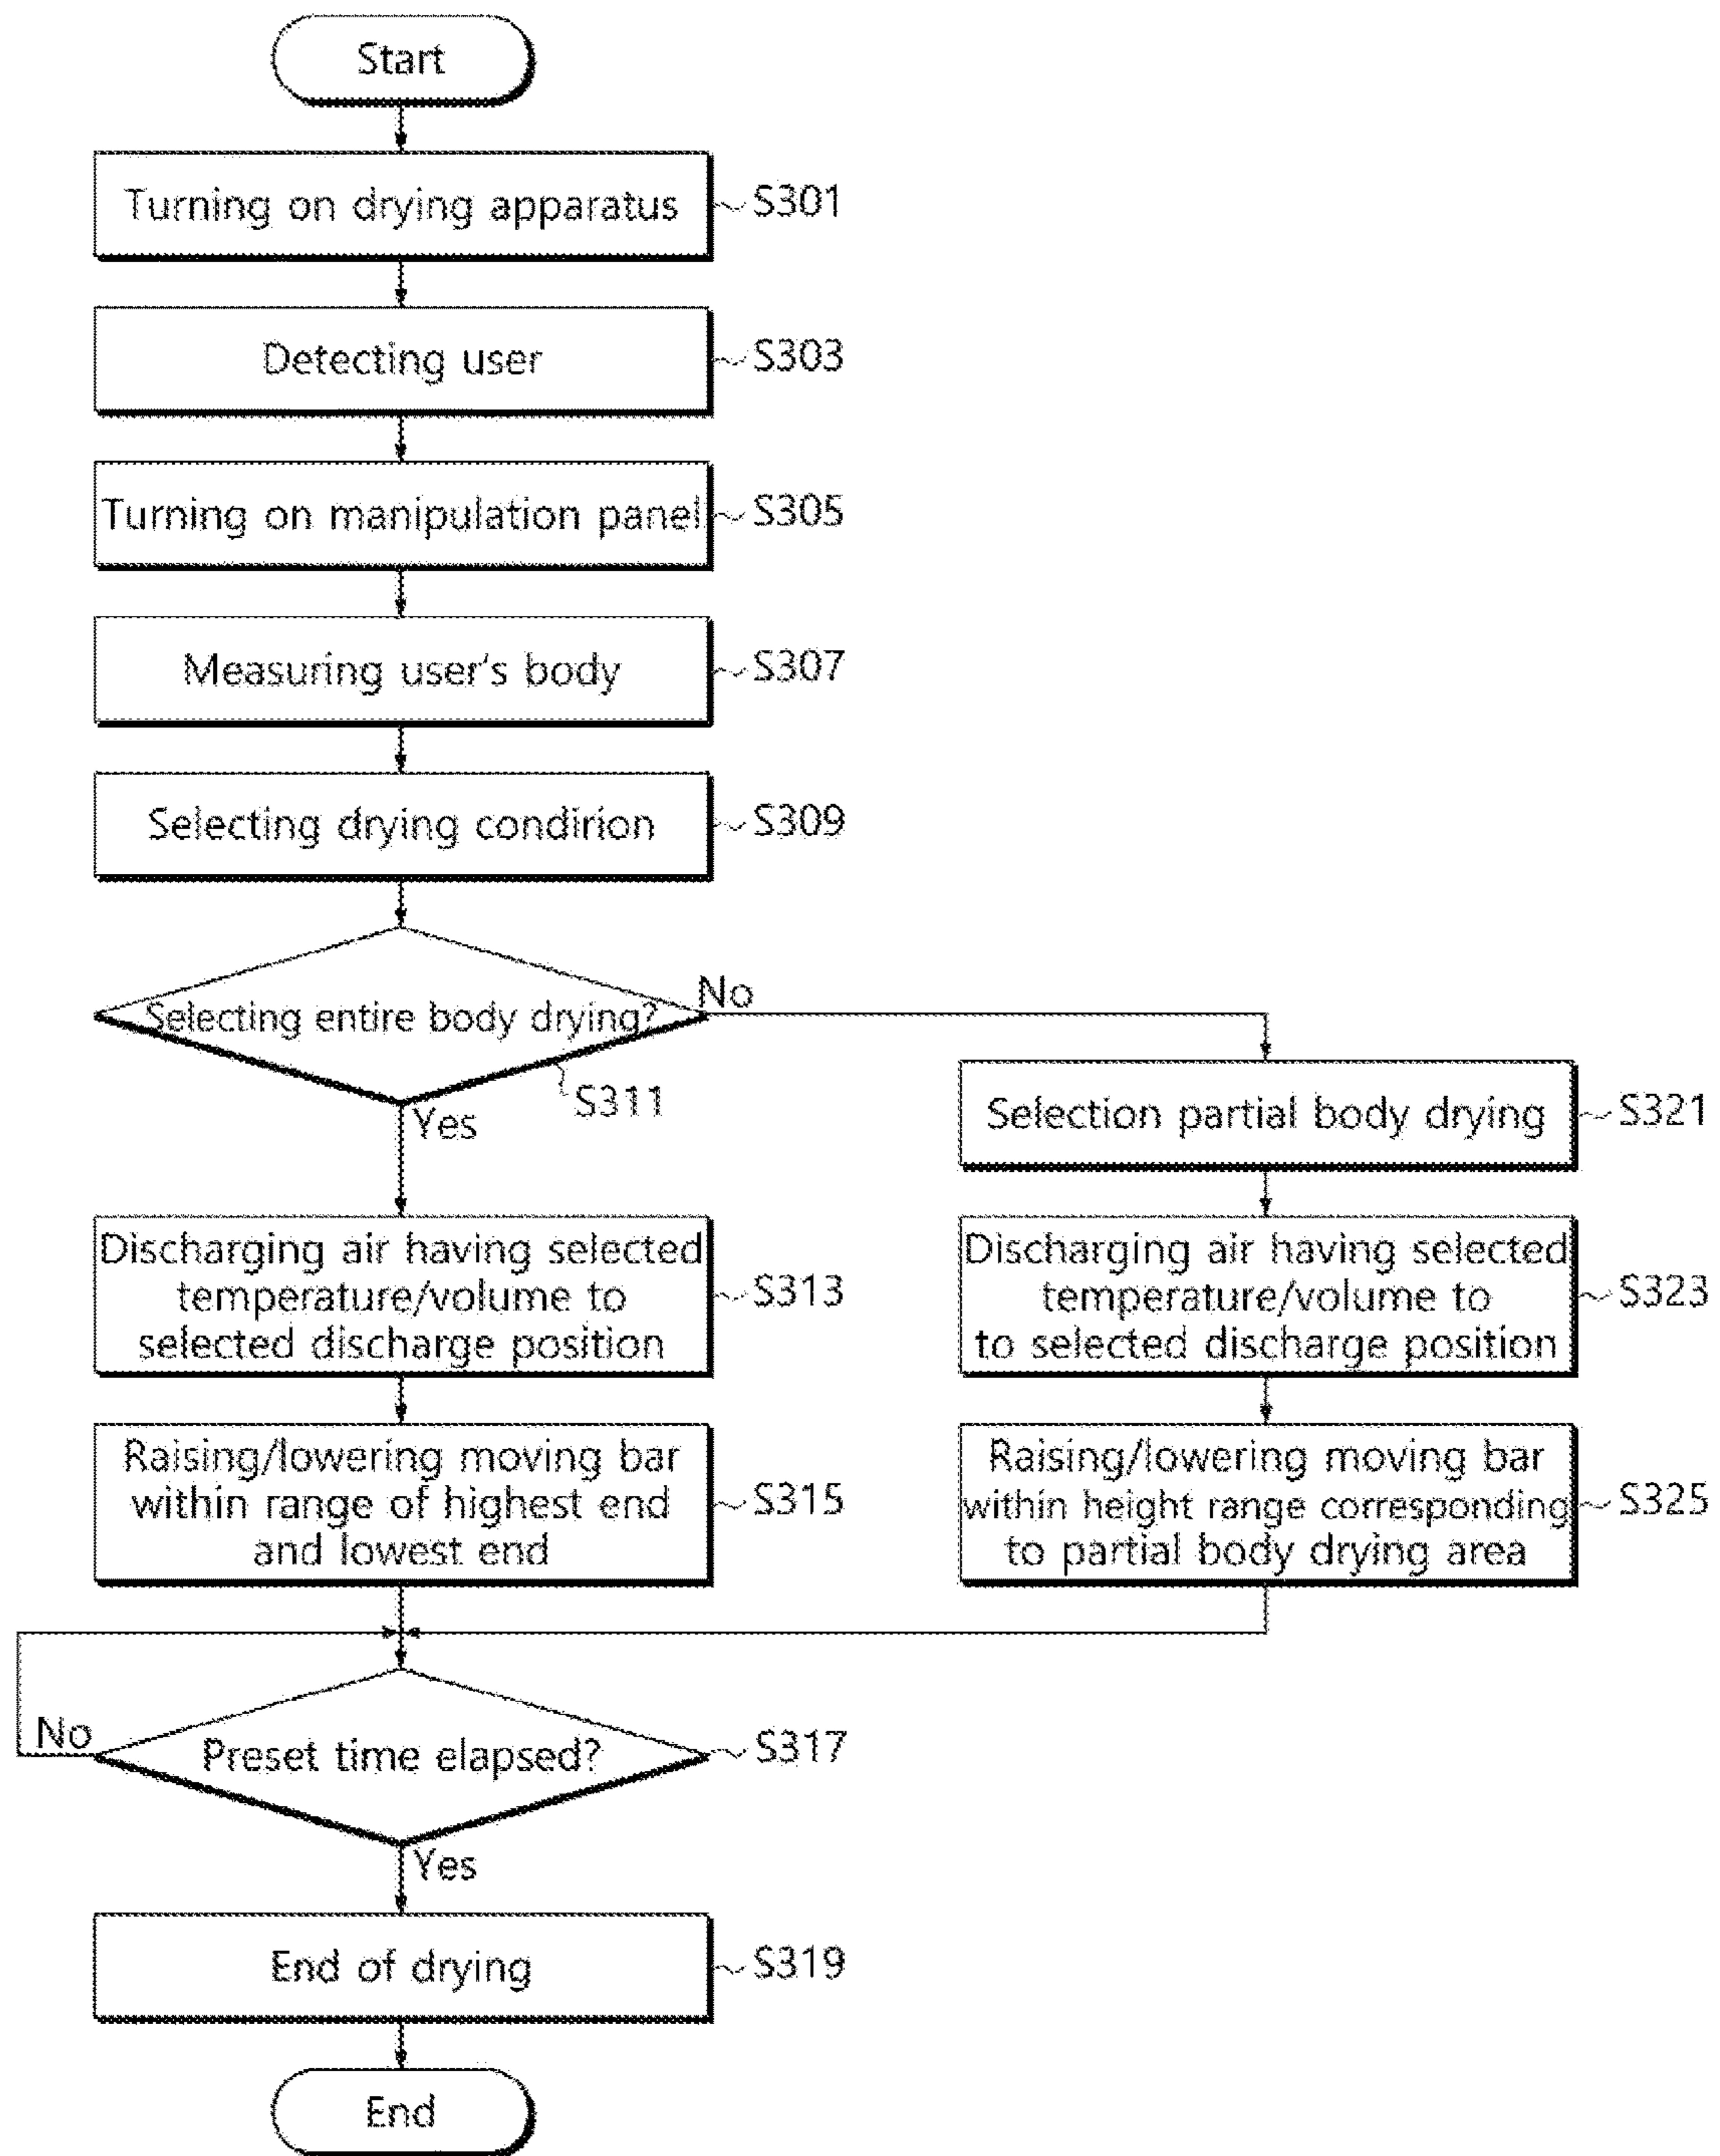 Start
Turning on drying apparatus
S301
Detecting user
S303
Turning on manipulation panel
S305
Measuring user's body
S307
Selecting drying condirion
S309
Selecting entire body drying?
No
S311
Yes
Selection partial body drying
S321
Discharging air having selected
temperature/volume to
selected discharge position
S313
Discharging air having selected
temperature/volume to
to selected discharge position
S323
Raising/lowering moving bar
within range of highest end
and lowest end
S315
Raising/lowering moving bar
within height range corresponding
to partial body drying area
S325
No
Preset time elapsed?
S317
Yes
End of drying
S319
End